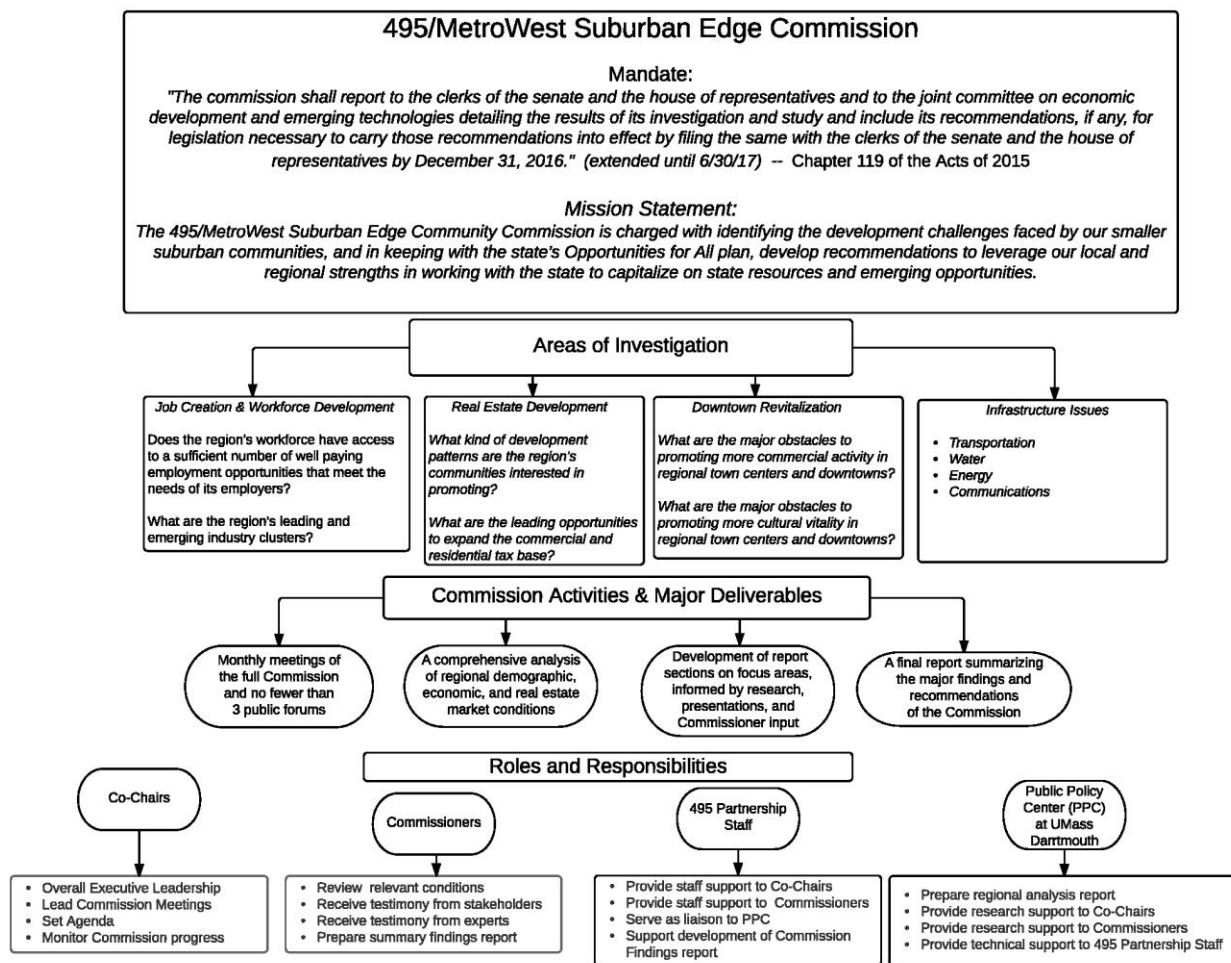 495/MetroWest Suburban Edge Commission
Mandate:
"The commission shall report to the clerks of the senate and the house of representatives and to the joint committee on economic
development and emerging technologies detailing the results of its investigation and study and include its recommendations, if any, for
legislation necessary to carry those recommendations into effect by filing the same with the clerks of the senate and the house of
representatives by December 31, 2016." (extended until 6/30/17) -- Chapter 119 of the Acts of 2015
Mission Statement:
The 495/MetroWest Suburban Edge Community Commission is charged with identifying the development challenges faced by our smaller
suburban communities, and in keeping with the state's Opportunities for All plan, develop recommendations to leverage our local and
regional strengths in working with the state to capitalize on state resources and emerging opportunities.
Areas of Investigation
Job Creation & Workforce Development
Does the region's workforce have access
to a sufficient number of well paying
employment opportunities that meet the
needs of its employers?
What are the region's leading and
emerging industry clusters?
Real Estate Development
What kind of development
patterns are the region's
communities interested in
promoting?
What are the leading opportunities
to expand the commercial and
residential tax base?
Downtown Revitalization
What are the major obstacles to
promoting more commercial activity in
regional town centers and downtowns?
What are the major obstacles to
promoting more cultural vitality in
regional town centers and downtowns?
Infrastructure Issues
• Transportation
• Water
• Energy
• Communications
Commission Activities & Major Deliverables
Monthly meetings of
the full Commission
and no fewer than
3 public forums
A comprehensive analysis
of regional demographic,
economic, and real estate
market conditions
Development of report
sections on focus areas,
informed by research,
presentations, and
Commissioner input
A final report summarizing
the major findings and
recommendations
of the Commission
Roles and Responsibilities
Co-Chairs
• Overall Executive Leadership
• Lead Commission Meetings
• Set Agenda
• Monitor Commission progress
Commissioners
• Review relevant conditions
• Receive testimony from stakeholders
• Receive testimony from experts
• Prepare summary findings report
495 Partnership
Staff
• Provide staff support to Co-Chairs
• Provide staff support to Commissioners
• Serve as liaison to PPC
• Support development of Commission
Findings report
Public Policy
Center (PPC)
at UMass
Darrtmouth
• Prepare regional analysis report
• Provide research support to Co-Chairs
• Provide research support to Commissioners
• Provide technical support to 495 Partnership Staff